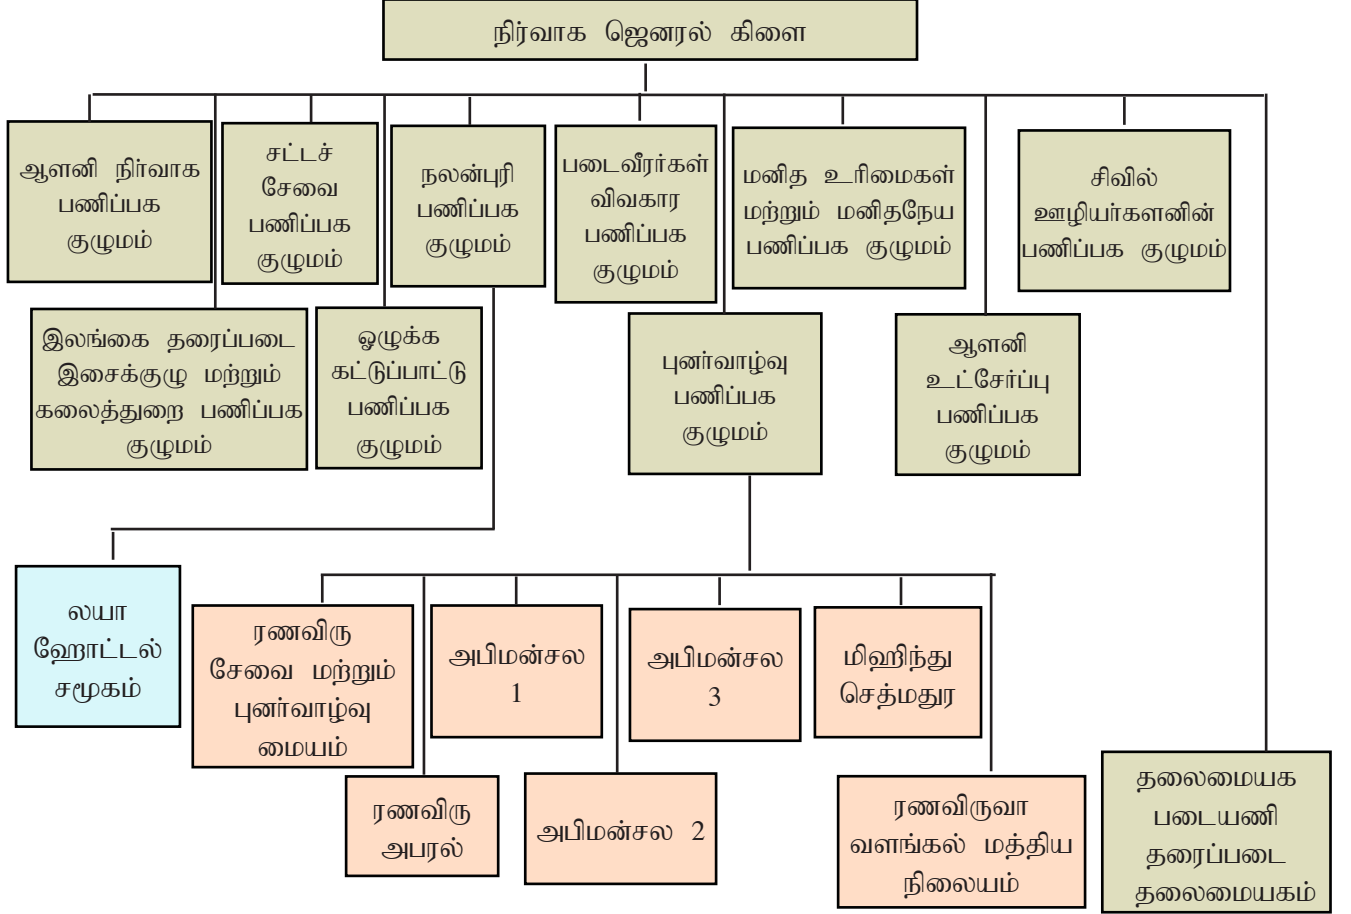 நிர்வாக ஜெனரல் கிளை
ஆளனி நிர்வாக
பணிப்பக
குழுமம்
சட்டச்
சேவை
பணிப்பக
குழுமம்
நலன்புரி
பணிப்பக
குழுமம்
படைவீரர்கள்
விவகார
பணிப்பக
குழுமம்
மனித உரிமைகள்
மற்றும் மனிதநேய
பணிப்பக குழுமம்
சிவில்
ஊழியர்களனின்
பணிப்பக குழுமம்
இலங்கை தரைப்படை
இசைக்குழு மற்றும்
கலைத்துறை பணிப்பக
குழுமம்
ஒழுக்க
கட்டுப்பாட்டு
பணிப்பக
குழுமம்
புனர்வாழ்வு
பணிப்பக
குழுமம்
ஆளனி
உட்சேர்ப்பு
பணிப்பக
குழுமம்
லயா
ஹோட்டல்
சமூகம்
ரணவிரு
சேவை மற்றும்
புனர்வாழ்வு
மையம்
அபிமன்சல
1
அபிமன்சல
3
மிஹிந்து
செத்மதுர
ரணவிரு
அபரல்
அபிமன்சல 2
ரணவிருவா
வளங்கல் மத்திய
நிலையம்
தலைமையக
படையணி
தரைப்படை
தலைமையகம்